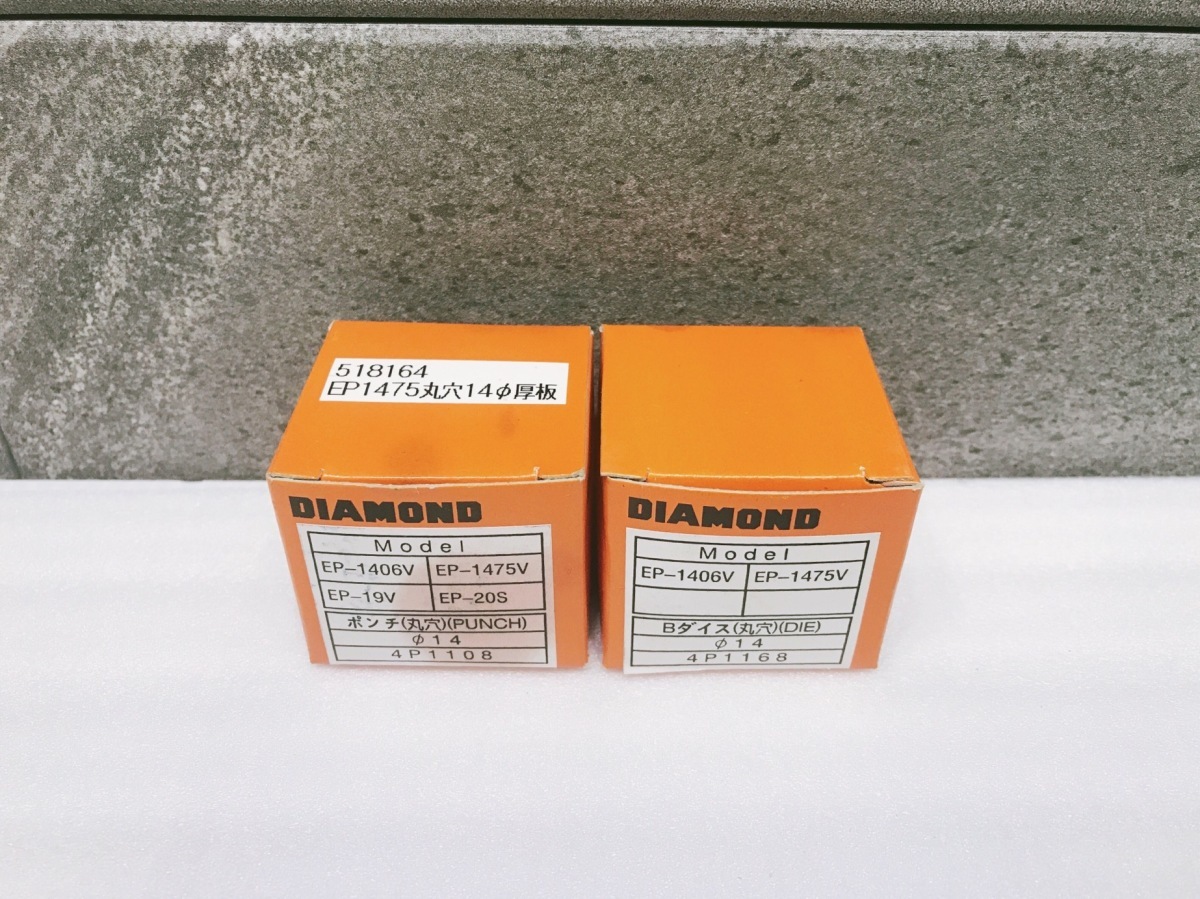 518164
EP1475丸穴14φ厚板
DIAMOND
Model
EP-1406V EP-1475V
EP-19V EP-20S
ポンチ(丸穴)(PUNCH)
φ14
4P1108
DIAMOND
Model
EP-1406V EP-1475V
Bダイス(丸穴)(DIE)
φ14
4P1168